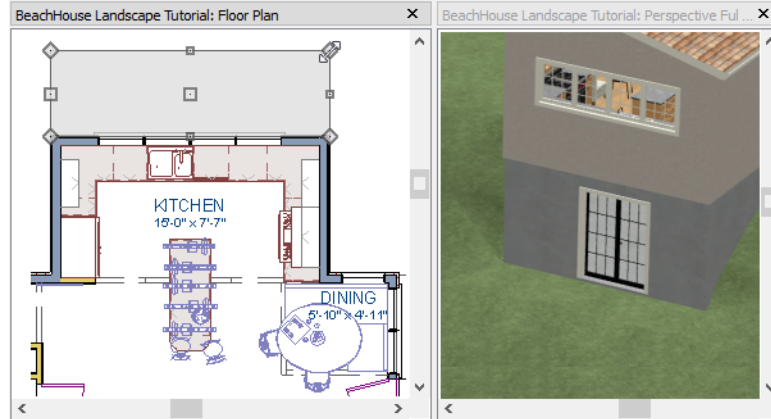 BeachHouse Landscape Tutorial: Floor Plan
BeachHouse Landscape Tutorial: Perspective Ful ...
KITCHEN
15'-0" x 7'-7"
DINING
5'-10" x 4'-11"